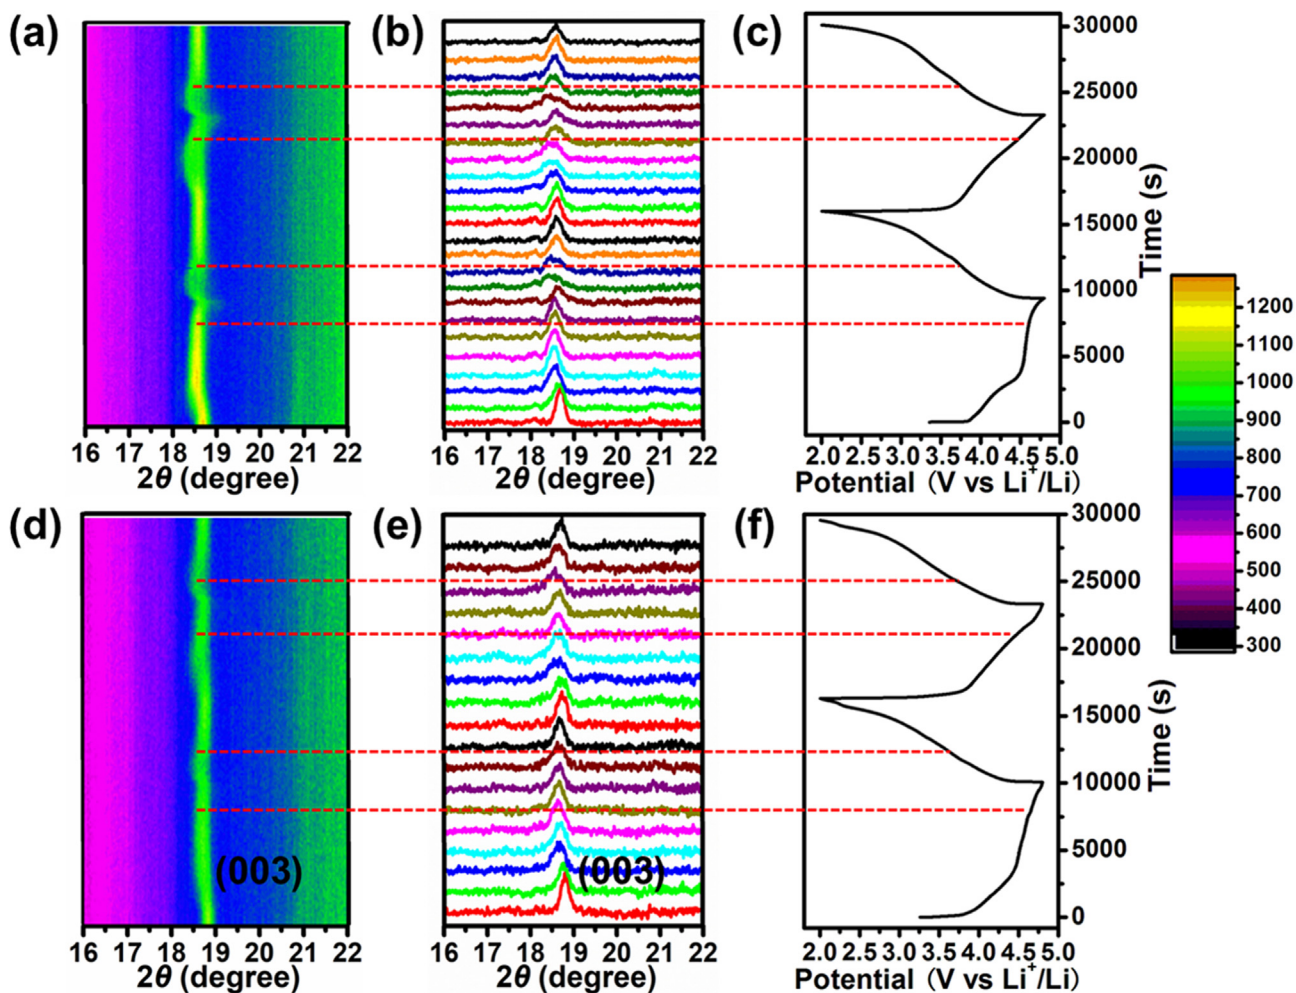 (a)
(b)
(c)
30000
25000
20000
15000
10000
5000
0
Time (s)
16 17 18 19 20 21 22
2θ (degree)
16 17 18 19 20 21 22
2θ (degree)
2.0 2.5 3.0 3.5 4.0 4.5 5.0
Potential (V vs Li+/Li)
1200
1100
1000
900
800
700
600
500
400
300
(d)
(e)
(f)
30000
25000
20000
15000
10000
5000
0
Time (s)
(003)
(003)
16 17 18 19 20 21 22
2θ (degree)
16 17 18 19 20 21 22
2θ (degree)
2.0 2.5 3.0 3.5 4.0 4.5 5.0
Potential (V vs Li+/Li)